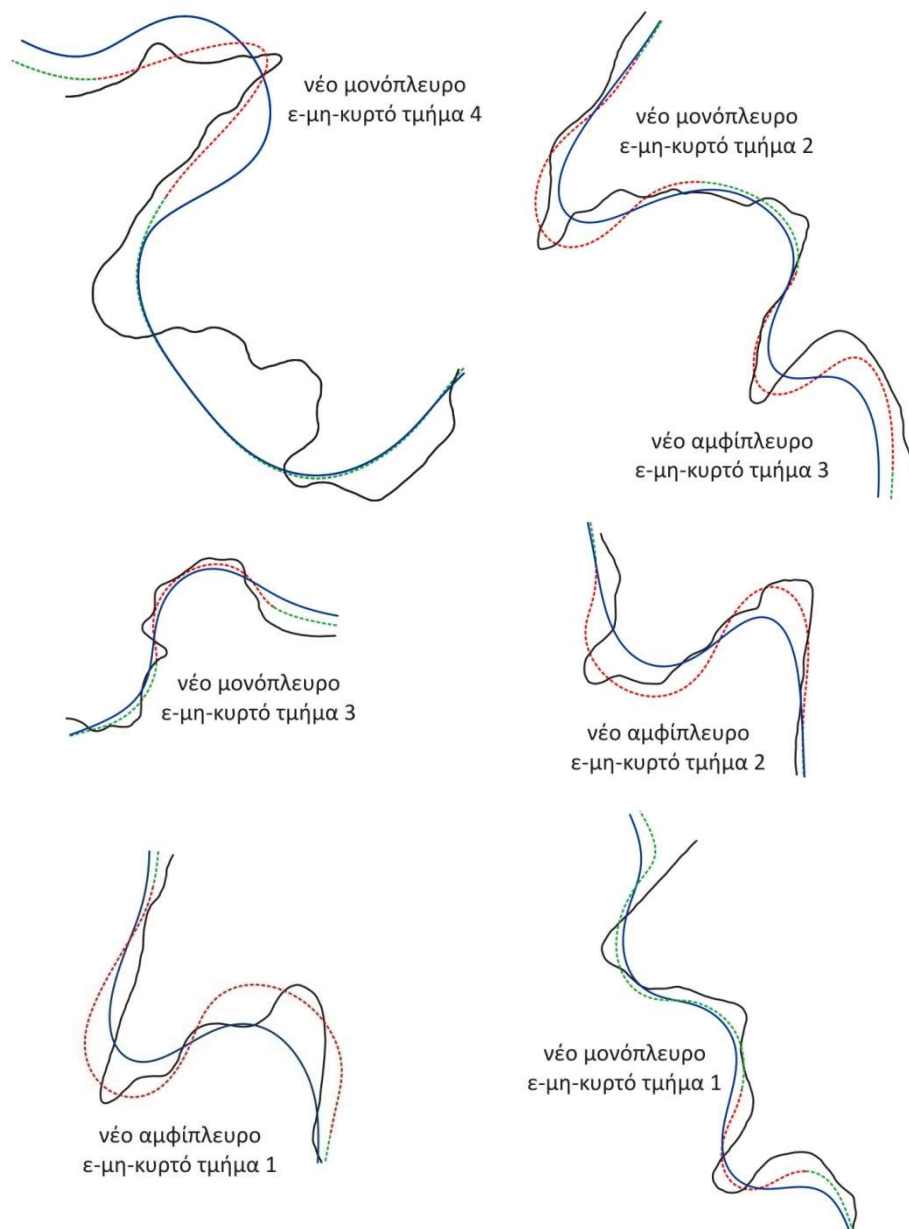 νέο μονόπλευρο
ε-μη-κυρτό τμήμα 4
νέο μονόπλευρο
ε-μη-κυρτό τμήμα 2
νέο αμφίπλευρο
ε-μη-κυρτό τμήμα 3
νέο μονόπλευρο
ε-μη-κυρτό τμήμα 3
νέο αμφίπλευρο
ε-μη-κυρτό τμήμα 2
νέο αμφίπλευρο
ε-μη-κυρτό τμήμα 1
νέο μονόπλευρο
ε-μη-κυρτό τμήμα 1